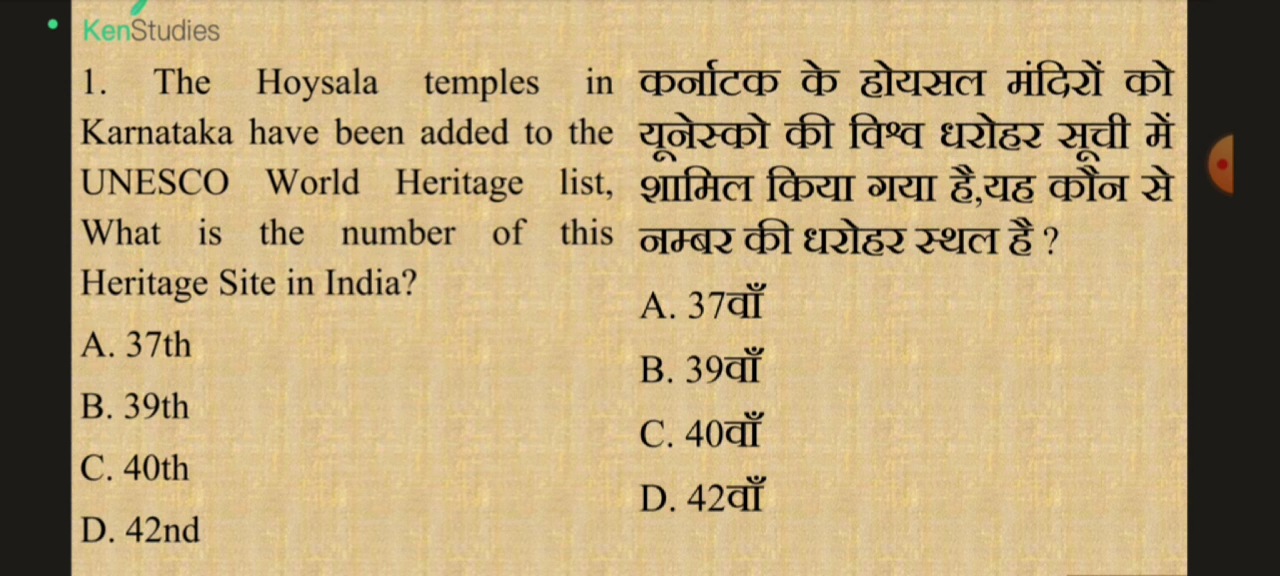 KenStudies
1. The Hoysala temples in
Karnataka have been added to the
UNESCO World Heritage list,
What is the number of this
Heritage Site in India?
A. 37th
B. 39th
C. 40th
D. 42nd
कर्नाटक के होयसल मंदिरों को
यूनेस्को की विश्व धरोहर सूची में
शामिल किया गया है,यह कौन से
नम्बर की धरोहर स्थल है ?
A. 37वाँ
B. 39वाँ
C. 40वाँ
D. 42वाँ